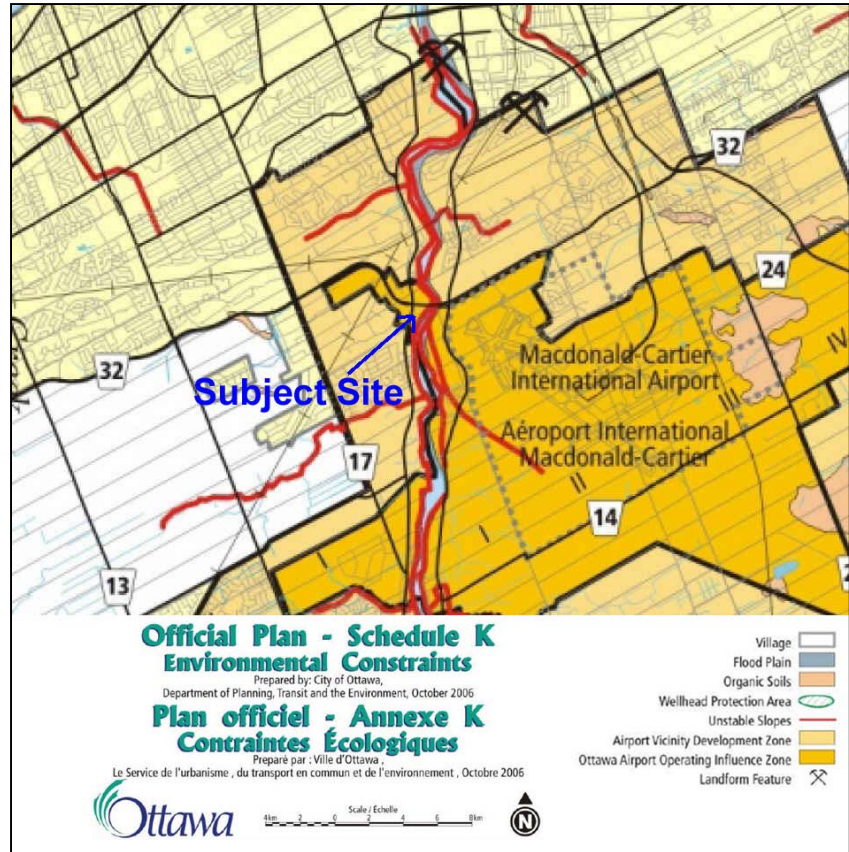 32
24
Macdonald-Cartier
International Airport
IV
32
III
Subject Site
Aéroport International
Macdonald-Cartier
17
II
14
I
I
13
2
Official Plan - Schedule K
Environmental Constraints
Prepared by: City of Ottawa,
Department of Planning, Transit and the Environment, October 2006
Plan officiel - Annexe K
Contraintes Écologiques
Preparé par : Ville d'Ottawa ,
Le Service de l'urbanisme , du transport en commun et de l'environnement , Octobre 2006
Village
Flood Plain
Organic Soils
Wellhead Protection Area
Unstable Slopes
Airport Vicinity Development Zone
Ottawa Airport Operating Influence Zone
Landform Feature
Ottawa
Scale / Échelle
4km 2 0 2 4 6 8km
N